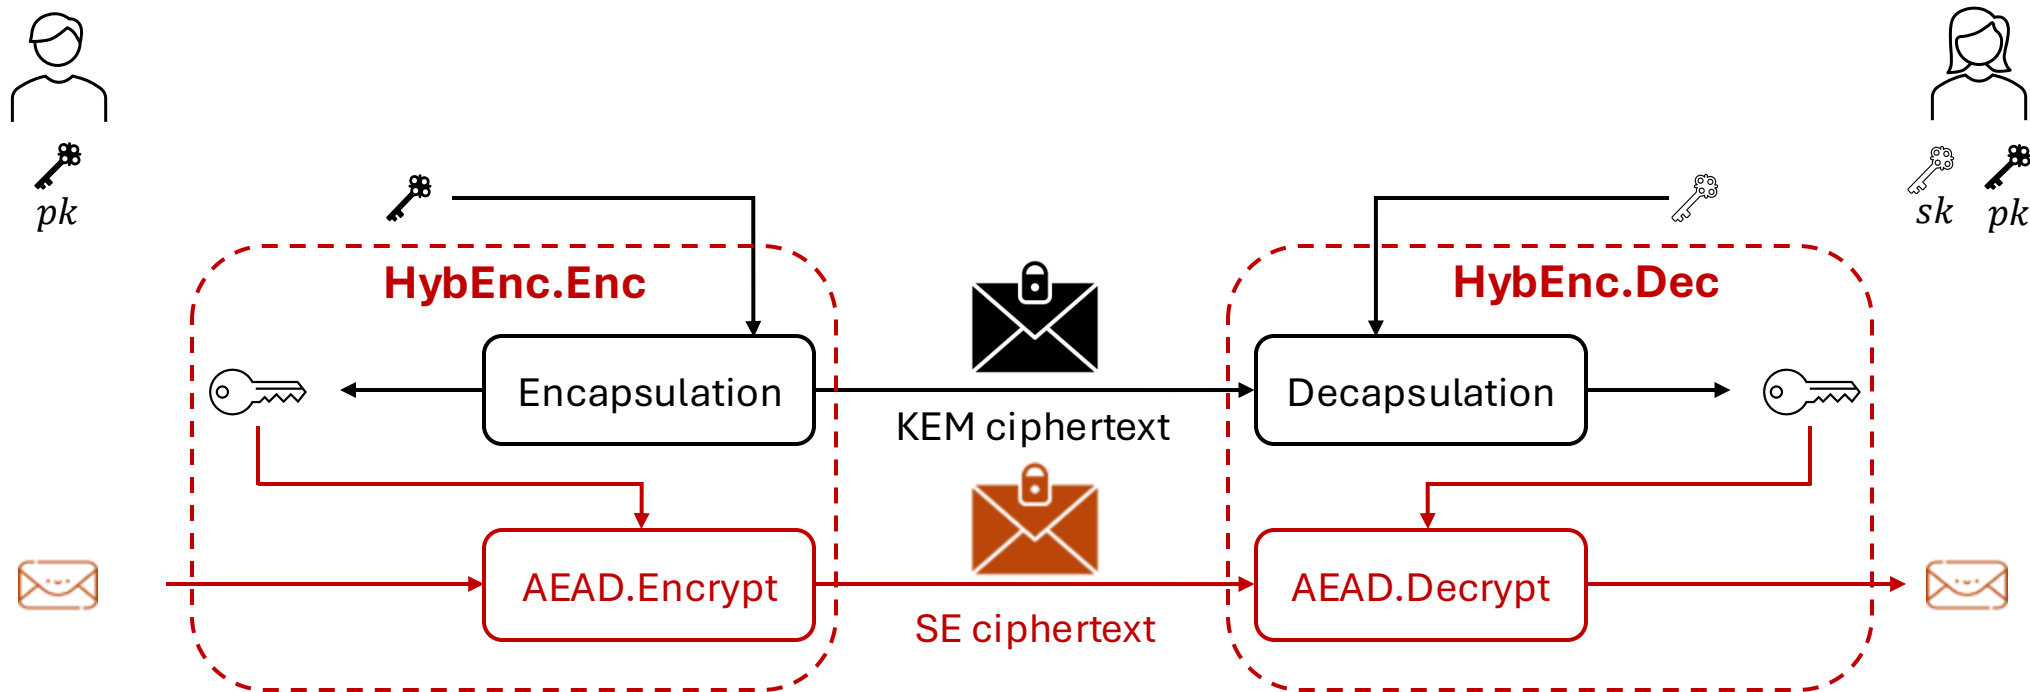 pk
sk
pk
HybEnc.Enc
HybEnc.Dec
Encapsulation
KEM ciphertext
Decapsulation
AEAD.Encrypt
SE ciphertext
AEAD.Decrypt